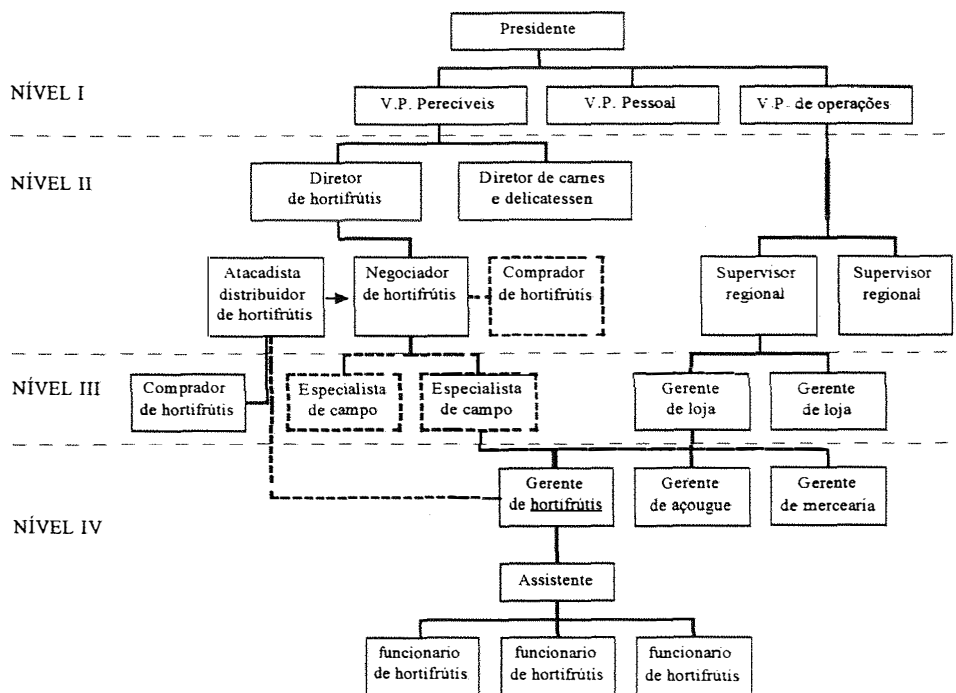 Presidente
NÍVEL I
V.P. Perecíveis
V.P. Pessoal
V.P. de operações
NÍVEL II
Diretor
de hortifrútis
Diretor de carnes
e delicatessen
Atacadista
distribuidor
de hortifrútis
Negociador
de hortifrútis
Comprador
de hortifrútis
Supervisor
regional
Supervisor
regional
NÍVEL III
Comprador
de hortifrútis
Especialista
de campo
Especialista
de campo
Gerente
de loja
Gerente
de loja
NÍVEL IV
Gerente
de hortifrútis
Gerente
de açougue
Gerente
de mercearia
Assistente
funcionario
de hortifrútis
funcionario
de hortifrútis
funcionario
de hortifrútis